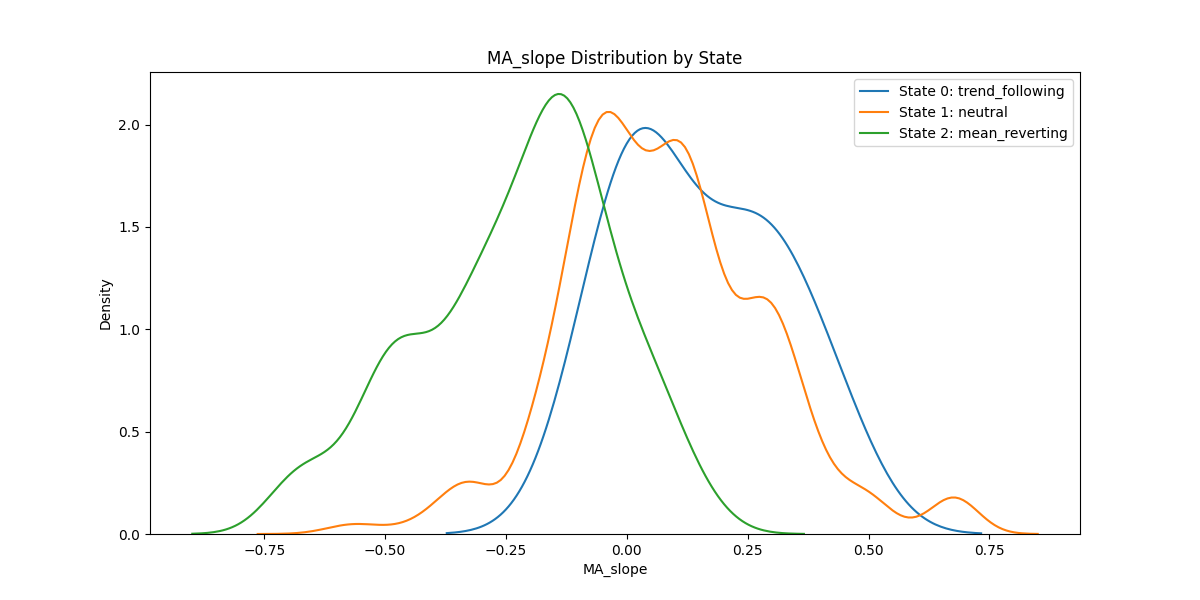 MA_slope Distribution by State
State 0: trend_following
State 1: neutral
State 2: mean_reverting
Density
2.0
1.5
1.0
0.5
0.0
−0.75 −0.50 −0.25 0.00 0.25 0.50 0.75
MA_slope